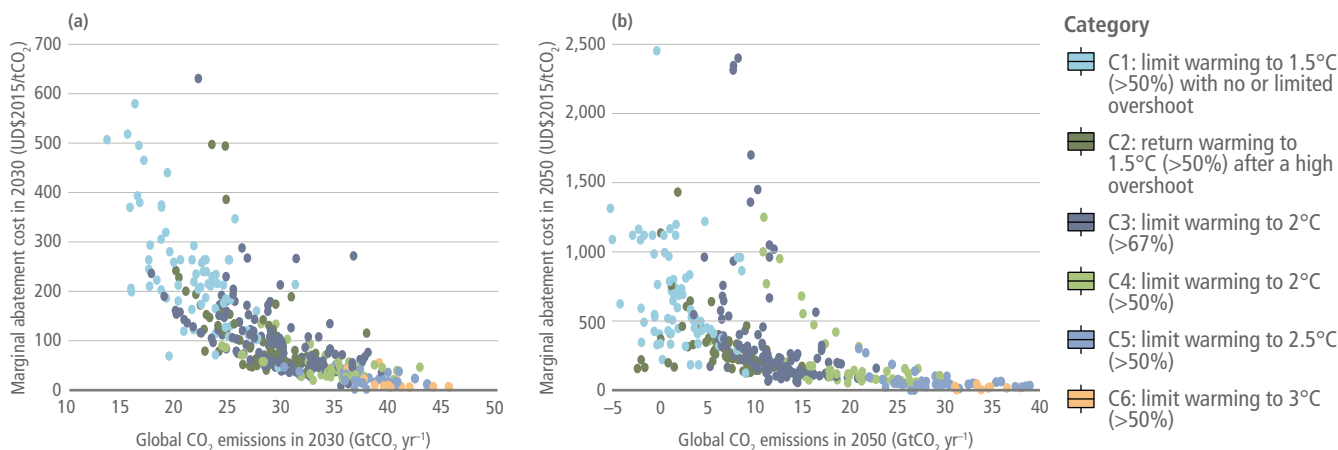 (a)
Marginal abatement cost in 2030 (UD$2015/tCO₂)
700
600
500
400
300
200
100
0
10 15 20 25 30 35 40 45 50
Global CO₂ emissions in 2030 (GtCO₂ yr⁻¹)
(b)
Marginal abatement cost in 2050 (UD$2015/tCO₂)
2,500
2,000
1,500
1,000
500
0
−5 0 5 10 15 20 25 30 35 40
Global CO₂ emissions in 2050 (GtCO₂ yr⁻¹)
Category
C1: limit warming to 1.5°C
(>50%) with no or limited
overshoot
C2: return warming to
1.5°C (>50%) after a high
overshoot
C3: limit warming to 2°C
(>67%)
C4: limit warming to 2°C
(>50%)
C5: limit warming to 2.5°C
(>50%)
C6: limit warming to 3°C
(>50%)